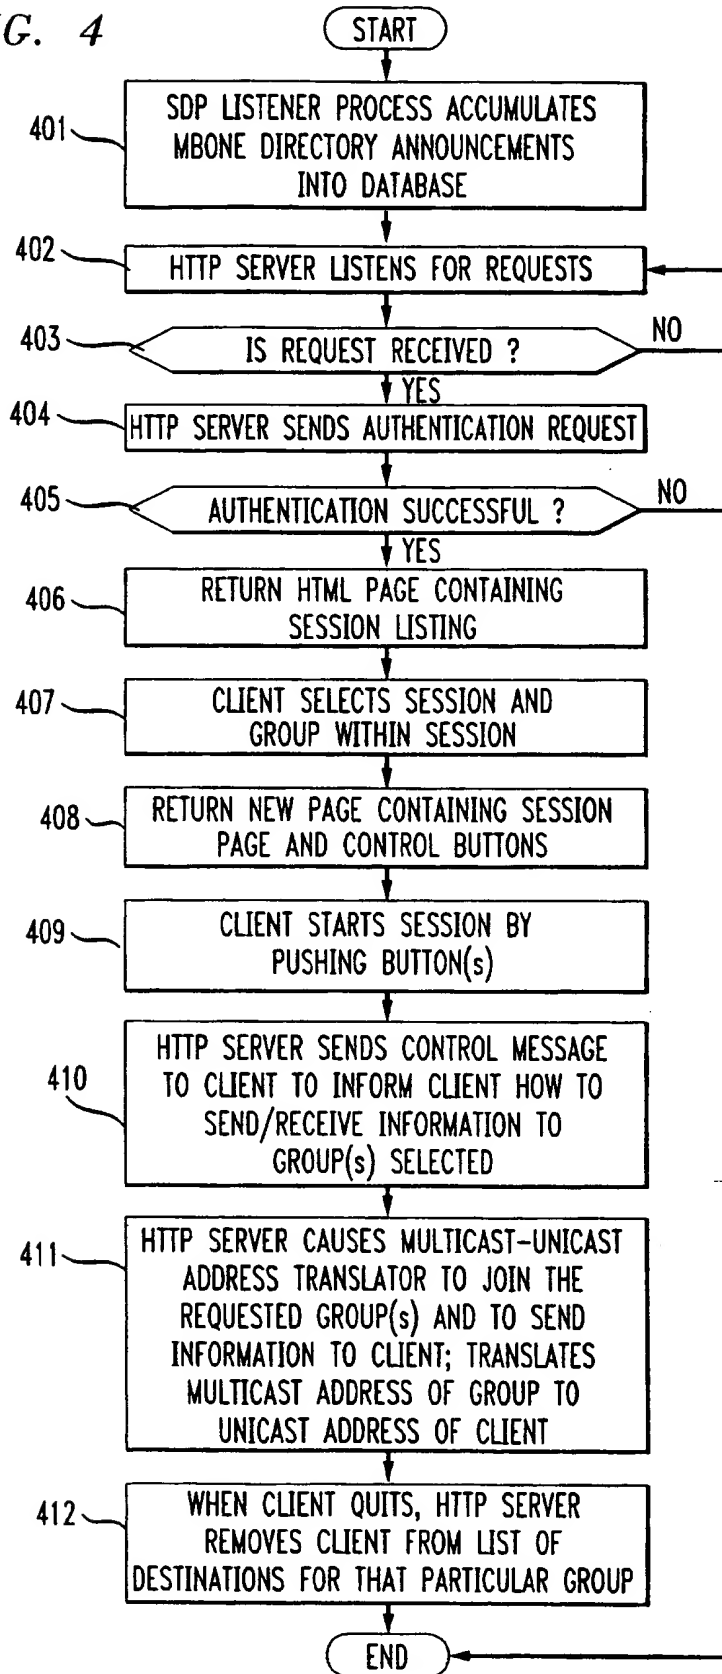 G. 4
START
401
SDP LISTENER PROCESS ACCUMULATES
MBONE DIRECTORY ANNOUNCEMENTS
INTO DATABASE
402
HTTP SERVER LISTENS FOR REQUESTS
403
IS REQUEST RECEIVED ?
NO
YES
404
HTTP SERVER SENDS AUTHENTICATION REQUEST
405
AUTHENTICATION SUCCESSFUL ?
NO
YES
406
RETURN HTML PAGE CONTAINING
SESSION LISTING
407
CLIENT SELECTS SESSION AND
GROUP WITHIN SESSION
408
RETURN NEW PAGE CONTAINING SESSION
PAGE AND CONTROL BUTTONS
409
CLIENT STARTS SESSION BY
PUSHING BUTTON(s)
410
HTTP SERVER SENDS CONTROL MESSAGE
TO CLIENT TO INFORM CLIENT HOW TO
SEND/RECEIVE INFORMATION TO
GROUP(s) SELECTED
411
HTTP SERVER CAUSES MULTICAST-UNICAST
ADDRESS TRANSLATOR TO JOIN THE
REQUESTED GROUP(s) AND TO SEND
INFORMATION TO CLIENT; TRANSLATES
MULTICAST ADDRESS OF GROUP TO
UNICAST ADDRESS OF CLIENT
412
WHEN CLIENT QUITS, HTTP SERVER
REMOVES CLIENT FROM LIST OF
DESTINATIONS FOR THAT PARTICULAR GROUP
END